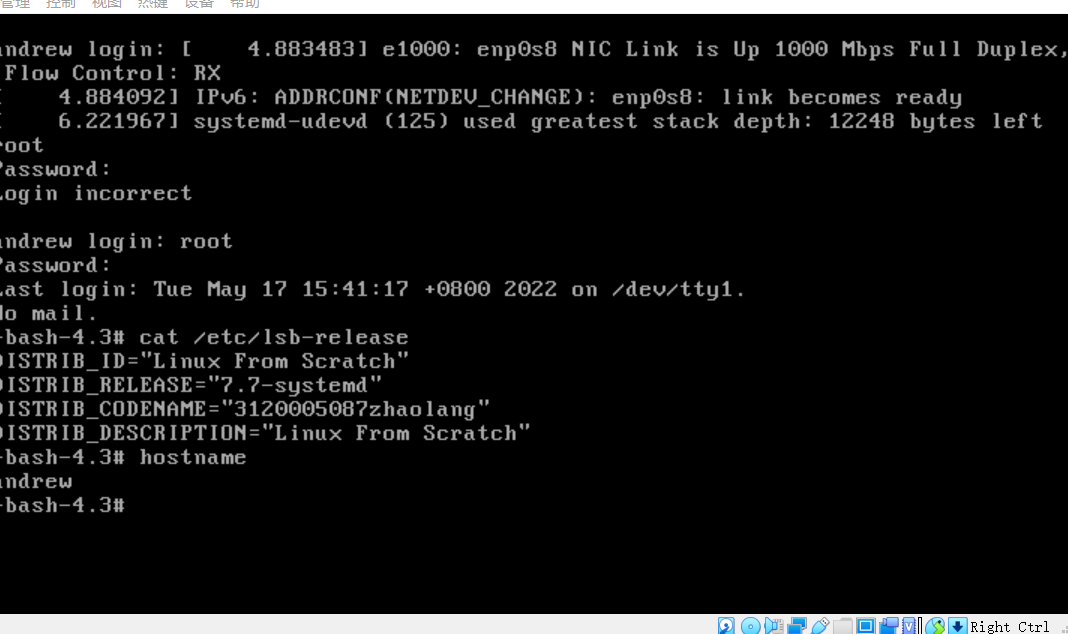 管理 控制 视图 热键 设备 帮助
andrew login: [    4.883483] e1000: enp0s8 NIC Link is Up 1000 Mbps Full Duplex,
Flow Control: RX
[    4.884092] IPv6: ADDRCONF(NETDEV_CHANGE): enp0s8: link becomes ready
[    6.221967] systemd-udevd (125) used greatest stack depth: 12248 bytes left
root
Password:
Login incorrect
andrew login: root
Password:
Last login: Tue May 17 15:41:17 +0800 2022 on /dev/tty1.
No mail.
-bash-4.3# cat /etc/lsb-release
DISTRIB_ID="Linux From Scratch"
DISTRIB_RELEASE="7.7-systemd"
DISTRIB_CODENAME="3120005087zhaolang"
DISTRIB_DESCRIPTION="Linux From Scratch"
-bash-4.3# hostname
andrew
-bash-4.3#
Right Ctrl